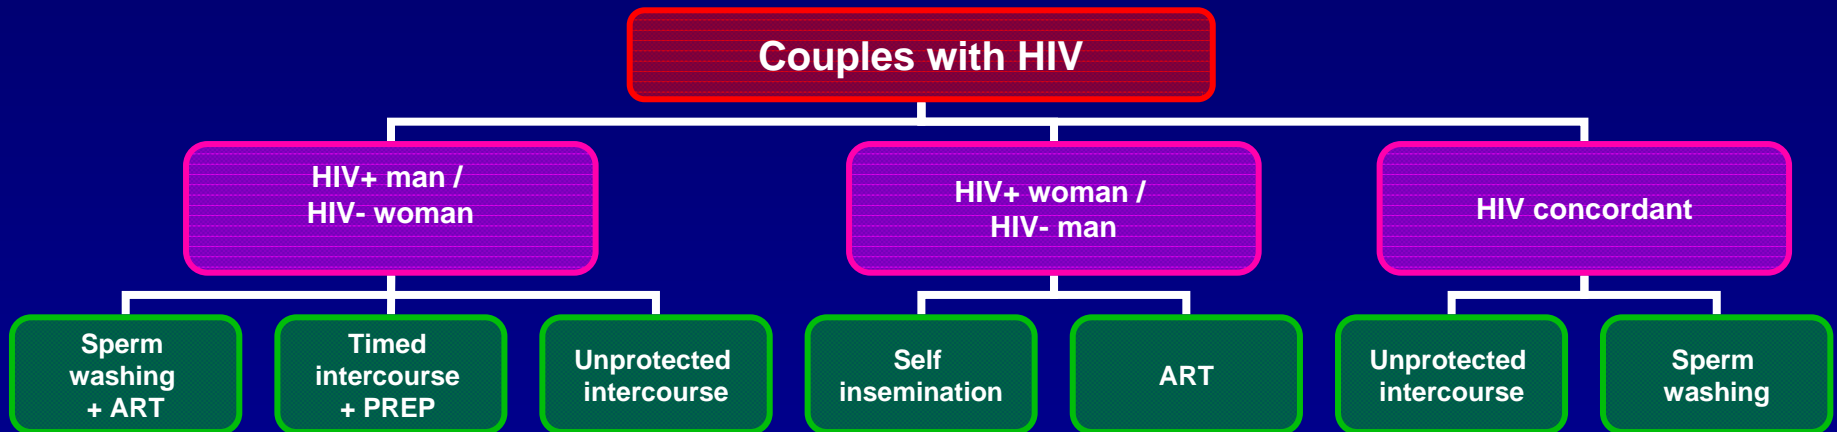 Couples with HIV
HIV+ man /
HIV- woman
HIV+ woman /
HIV- man
HIV concordant
Sperm
washing
+ ART
Timed
intercourse
+ PREP
Unprotected
intercourse
Self
insemination
ART
Unprotected
intercourse
Sperm
washing